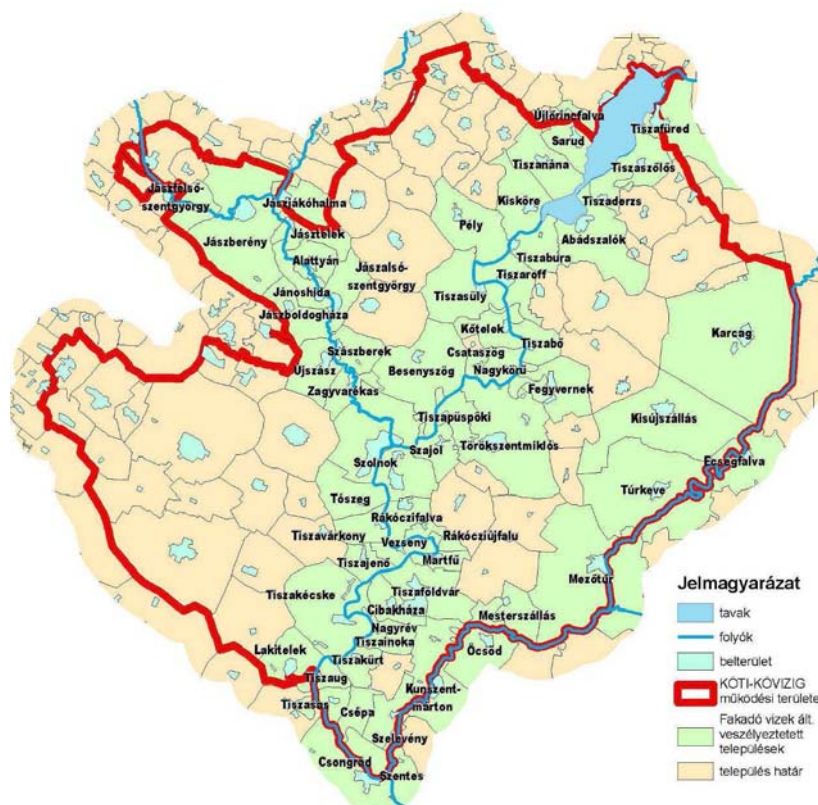 Újlőrincfalva
Sarud
Tiszafüred
Tiszanána
Tiszaszőlős
Kisköre
Tiszaderzs
Jászfelső-
szentgyörgy
Jászjákóhalma
Pély
Abádszalók
Jásztelek
Jászberény
Alattyán
Tiszabura
Jászalsó-
szentgyörgy
Tiszaroff
Jánoshida
Tiszasüly
Jászboldogháza
Kőtelek
Karcag
Szászberek
Csataszög
Tiszabő
Újszász
Besenyszög
Nagykörű
Zagyvarékas
Fegyvernek
Tiszapüspöki
Kisújszállás
Szajol
Törökszentmiklós
Szolnok
Ecsegfalva
Túrkeve
Tószeg
Rákóczifalva
Tiszavárkony
Vezseny
Rákócziújfalu
Tiszajenő
Martfű
Mezőtúr
Tiszakécske
Tiszaföldvár
Cibakháza
Mesterszállás
Nagyrév
Tiszainoka
Lakitelek
Tiszakürt
Öcsöd
Tiszaug
Kunszent-
márton
Tiszasas
Csépa
Szelevény
Csongrád
Szentes
Jelmagyarázat
tavak
folyók
belterület
KÖTI-KÖVIZIG
működési területe
Fakadó vizek ált.
veszélyeztetett
települések
település határ